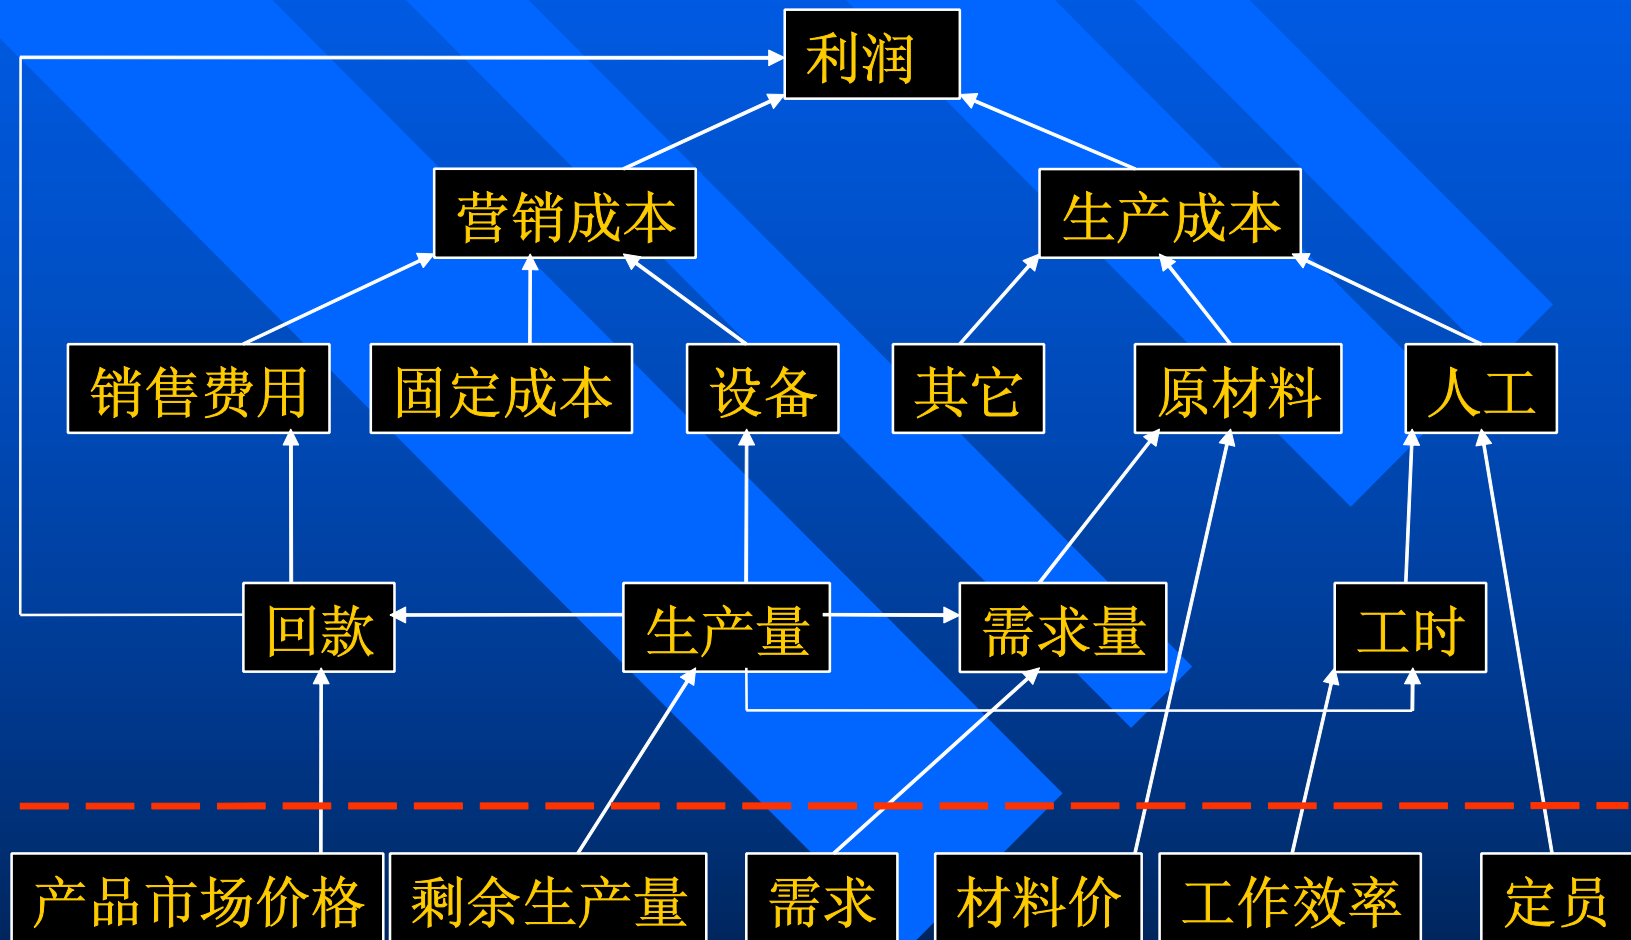 利润
营销成本
生产成本
销售费用
固定成本
设备
其它
原材料
人工
回款
生产量
需求量
工时
产品市场价格
剩余生产量
需求
材料价
工作效率
定员